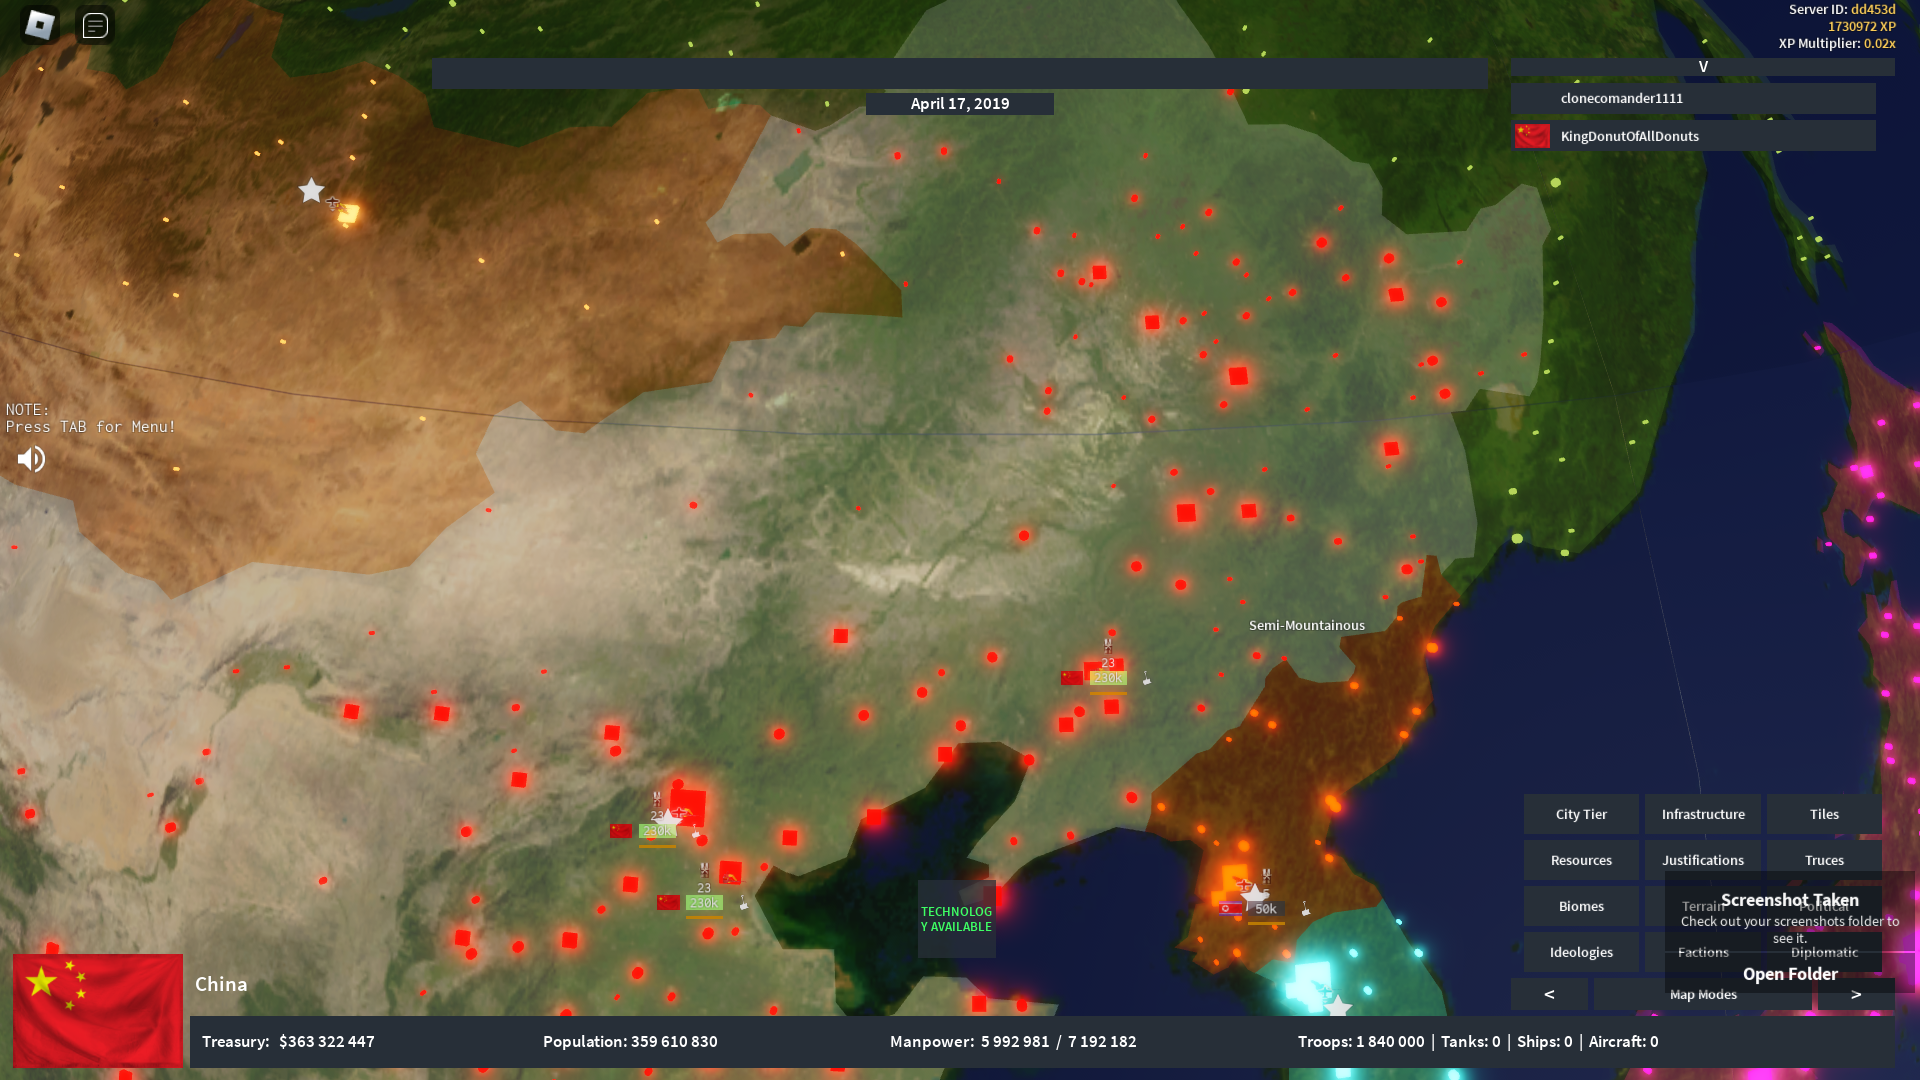 Server ID: dd453d
1730972 XP
XP Multiplier: 0.02x
V
April 17, 2019
clonecomander1111
KingDonutOfAllDonuts
NOTE:
Press TAB for Menu!
Semi-Mountainous
23
230k
23
230k
23
230k
5
50k
TECHNOLOG
Y AVAILABLE
City Tier
Infrastructure
Tiles
Resources
Justifications
Truces
Biomes
Terrain
Political
Ideologies
Factions
Diplomatic
<
Map Modes
>
Screenshot Taken
Check out your screenshots folder to
see it.
Open Folder
China
Treasury: $363 322 447
Population: 359 610 830
Manpower: 5 992 981 / 7 192 182
Troops: 1 840 000 | Tanks: 0 | Ships: 0 | Aircraft: 0